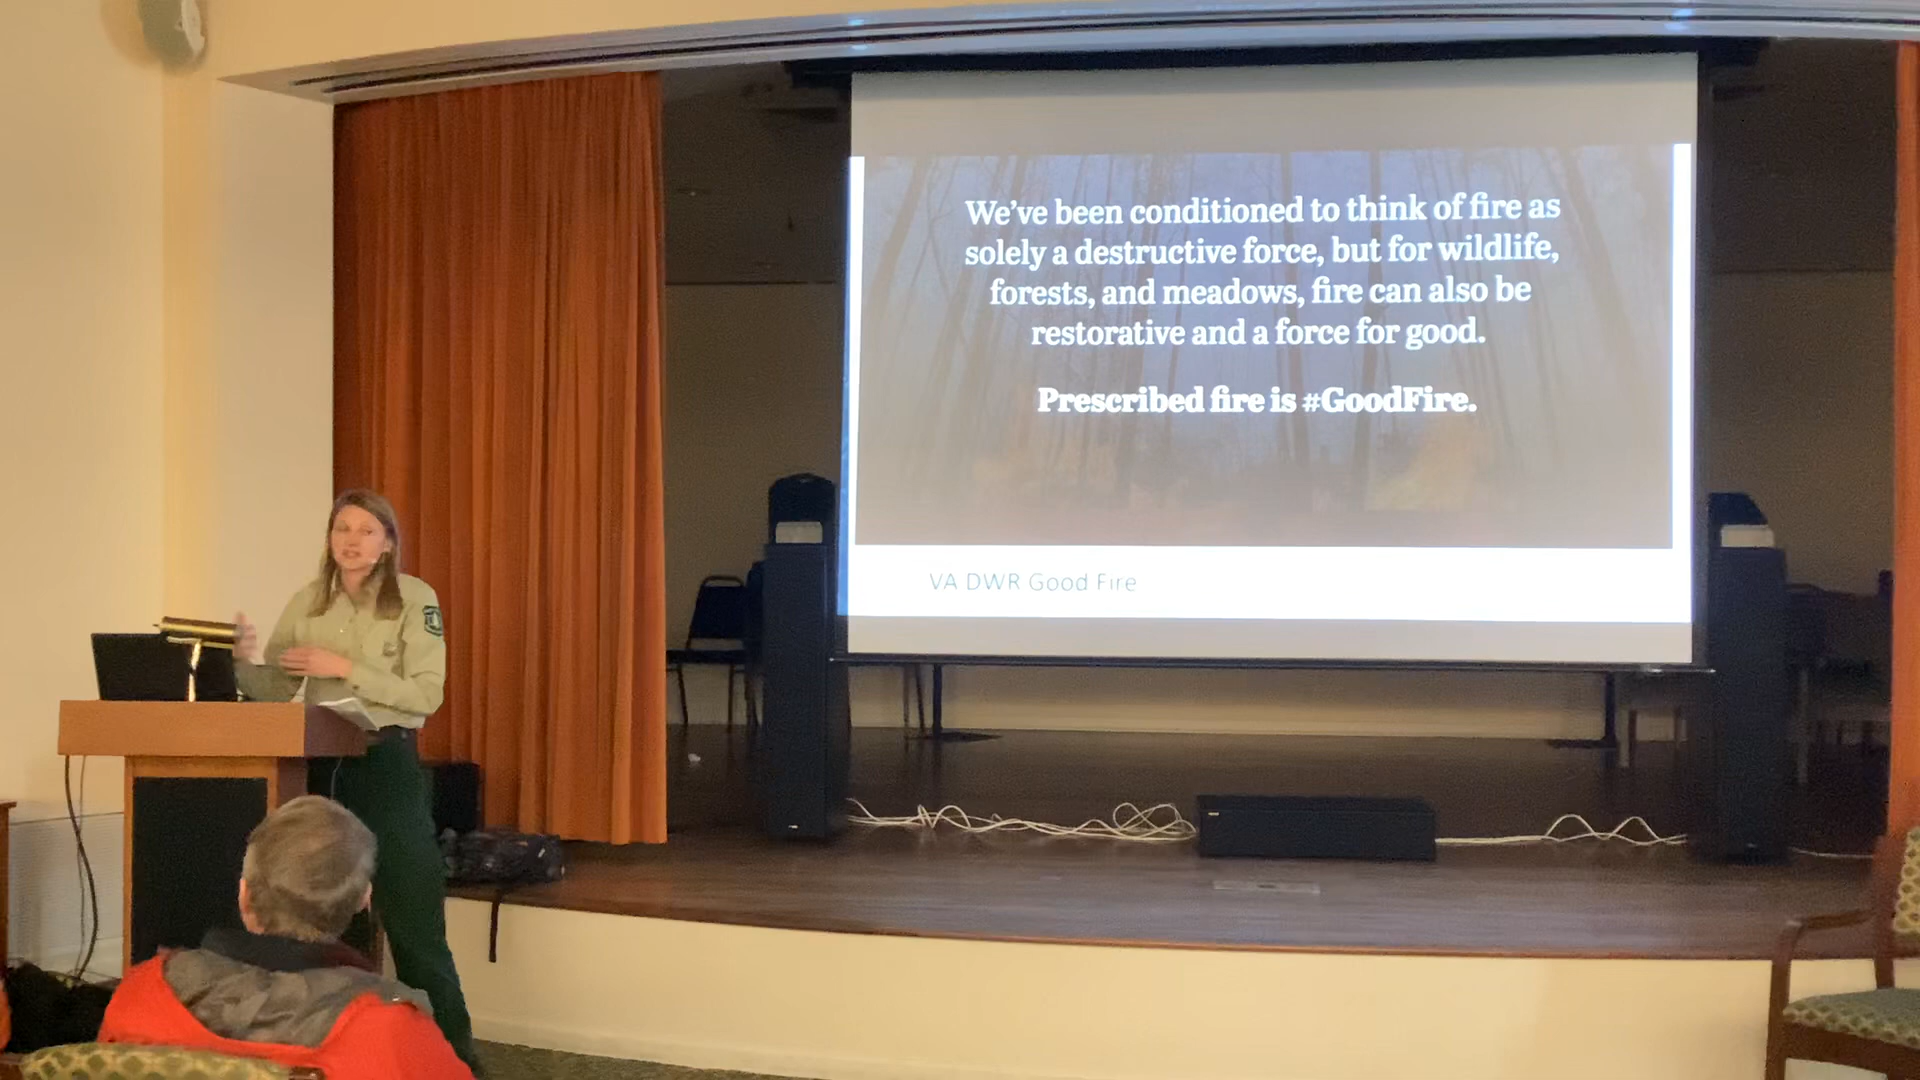 We've been conditioned to think of fire as
solely a destructive force, but for wildlife,
forests, and meadows, fire can also be
restorative and a force for good.
Prescribed fire is #GoodFire.
VA DWR Good Fire